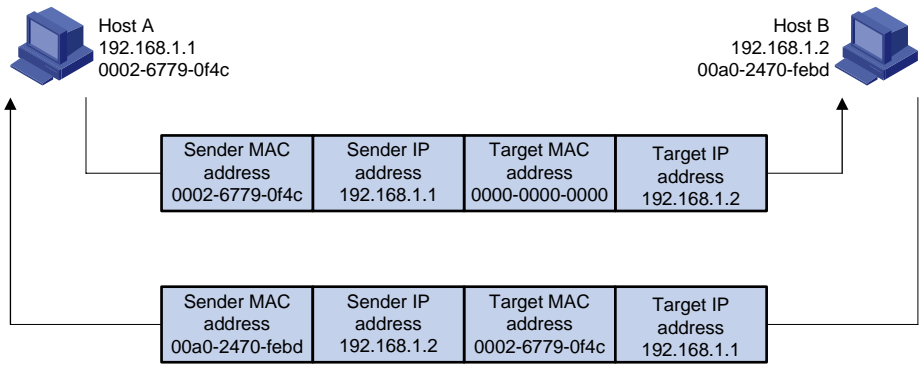 Host A
192.168.1.1
0002-6779-0f4c
Host B
192.168.1.2
00a0-2470-febd
Sender MAC
address
0002-6779-0f4c
Sender IP
address
192.168.1.1
Target MAC
address
0000-0000-0000
Target IP
address
192.168.1.2
Sender MAC
address
00a0-2470-febd
Sender IP
address
192.168.1.2
Target MAC
address
0002-6779-0f4c
Target IP
address
192.168.1.1